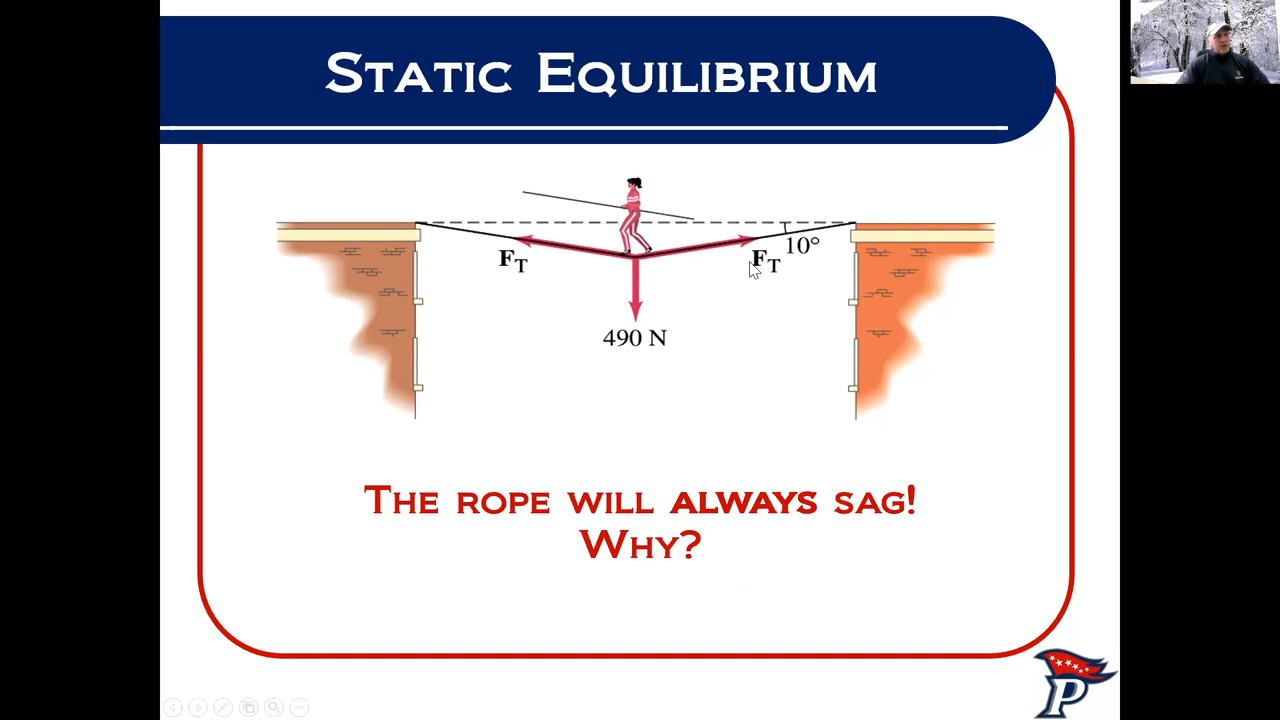 Static Equilibrium
10°
F_T
F_T
490 N
The rope will ALWAYS sag!
Why?
P